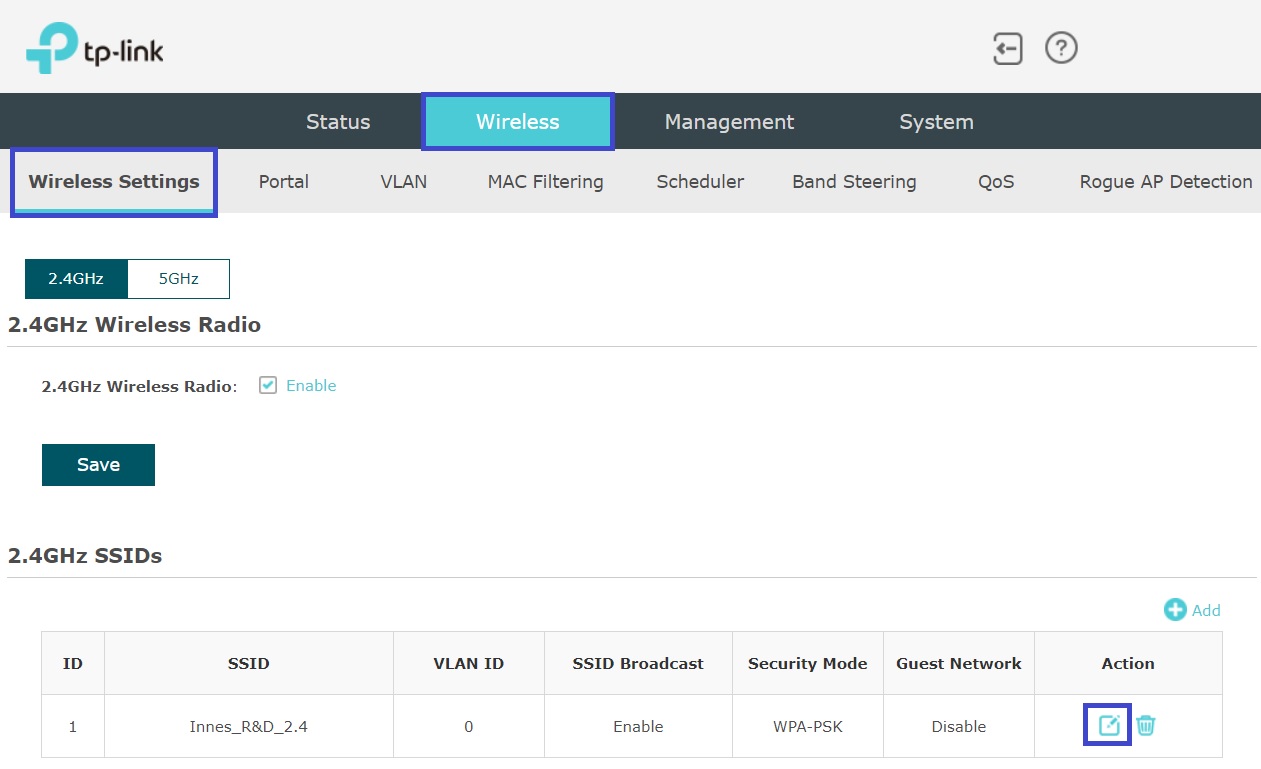 tp-link
?
Status Wireless Management System
Wireless Settings Portal VLAN MAC Filtering Scheduler Band Steering QoS Rogue AP Detection
2.4GHz 5GHz
2.4GHz Wireless Radio
2.4GHz Wireless Radio: Enable
Save
2.4GHz SSIDs
Add
ID SSID VLAN ID SSID Broadcast Security Mode Guest Network Action
1 Innes_R&D_2.4 0 Enable WPA-PSK Disable